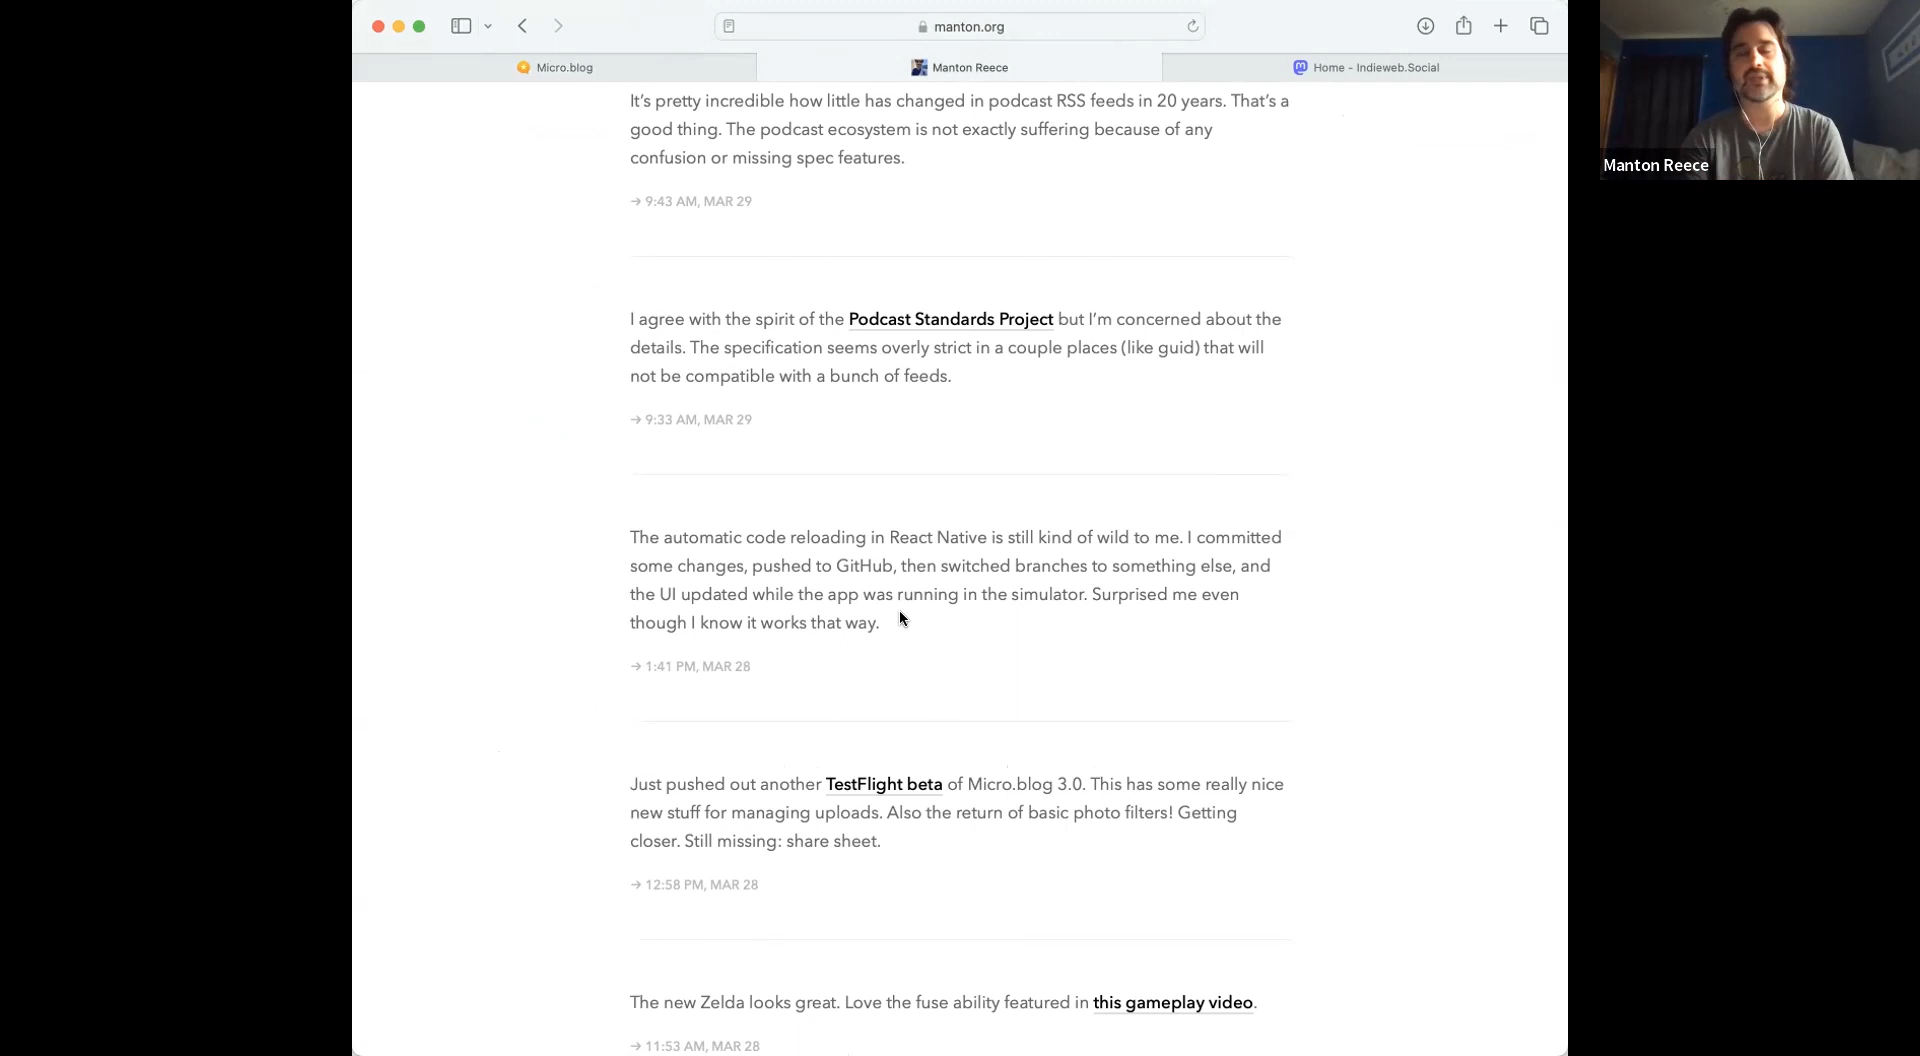 manton.org
Micro.blog
Manton Reece
Home - Indieweb.Social
It's pretty incredible how little has changed in podcast RSS feeds in 20 years. That's a
good thing. The podcast ecosystem is not exactly suffering because of any
confusion or missing spec features.
→ 9:43 AM, MAR 29
I agree with the spirit of the Podcast Standards Project but I'm concerned about the
details. The specification seems overly strict in a couple places (like guid) that will
not be compatible with a bunch of feeds.
→ 9:33 AM, MAR 29
The automatic code reloading in React Native is still kind of wild to me. I committed
some changes, pushed to GitHub, then switched branches to something else, and
the UI updated while the app was running in the simulator. Surprised me even
though I know it works that way.
→ 1:41 PM, MAR 28
Just pushed out another TestFlight beta of Micro.blog 3.0. This has some really nice
new stuff for managing uploads. Also the return of basic photo filters! Getting
closer. Still missing: share sheet.
→ 12:58 PM, MAR 28
The new Zelda looks great. Love the fuse ability featured in this gameplay video.
→ 11:53 AM, MAR 28
Manton Reece